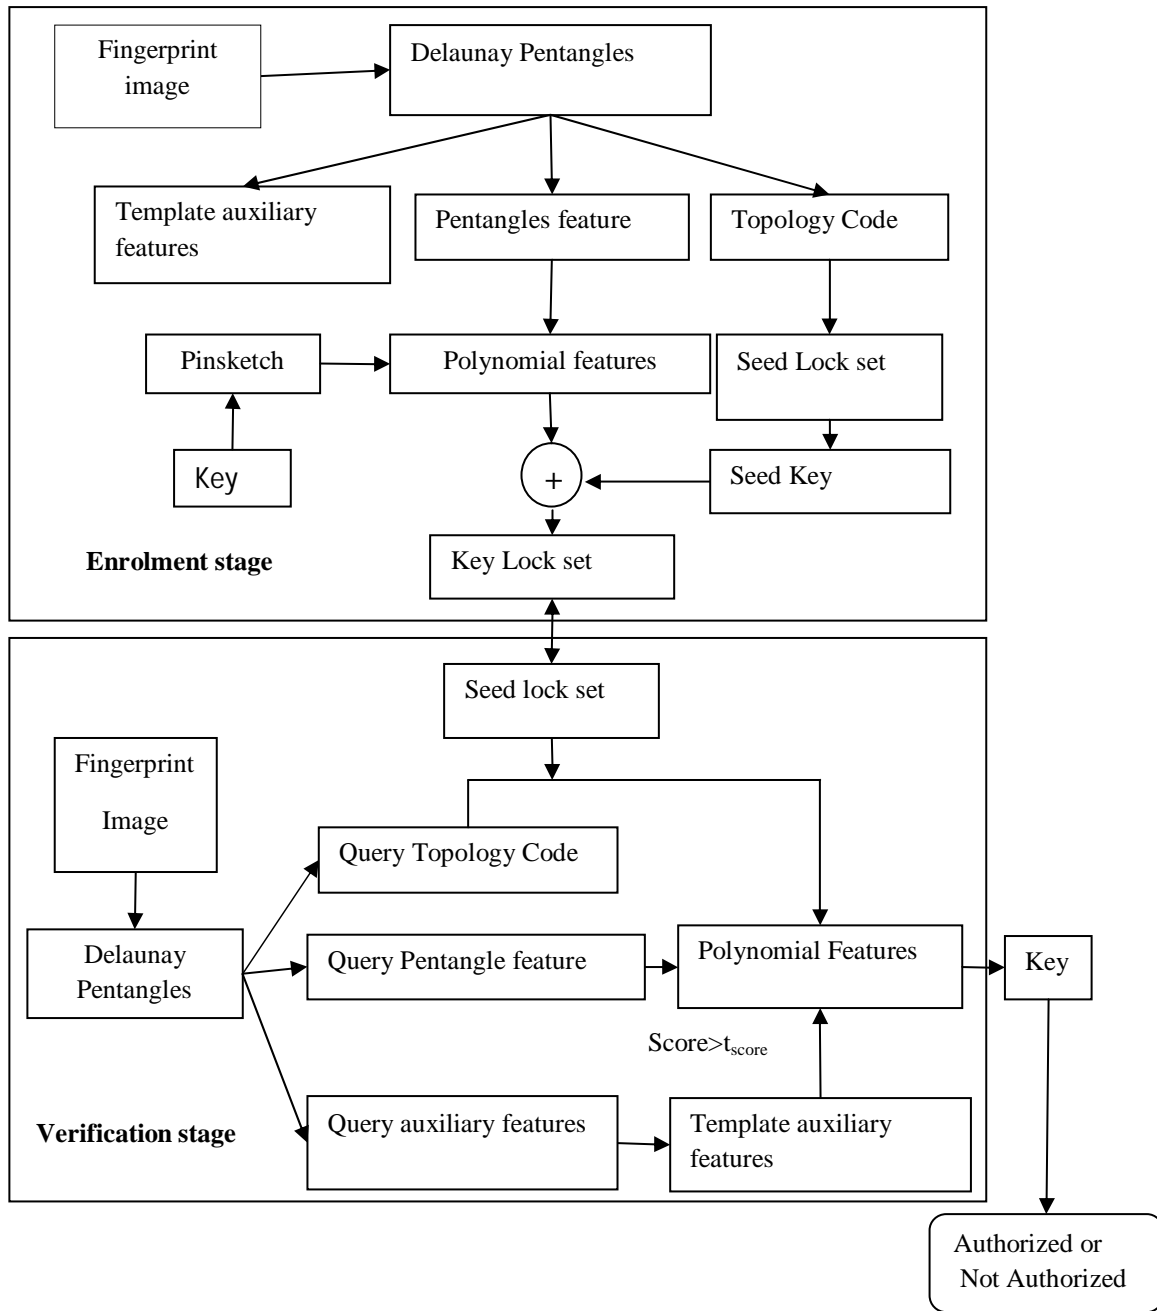 Fingerprint
image
Delaunay Pentangles
Template auxiliary
features
Pentangles feature
Topology Code
Pinsketch
Polynomial features
Seed Lock set
Key
+
Seed Key
Enrolment stage
Key Lock set
Seed lock set
Fingerprint
Image
Query Topology Code
Delaunay
Pentangles
Query Pentangle feature
Polynomial Features
Key
Score>tscore
Verification stage
Query auxiliary features
Template auxiliary
features
Authorized or
Not Authorized